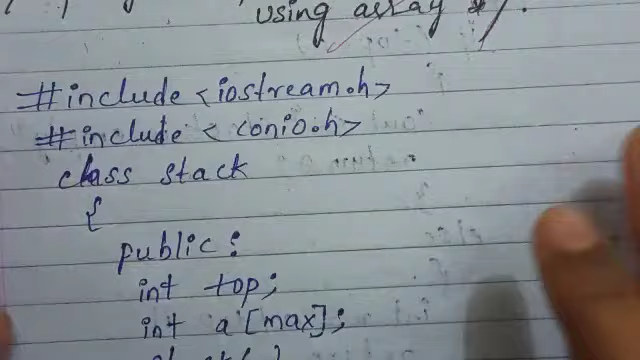 using array */.
#include <iostream.h>
#include <conio.h>
class stack
{
public:
int top;
int a[max];